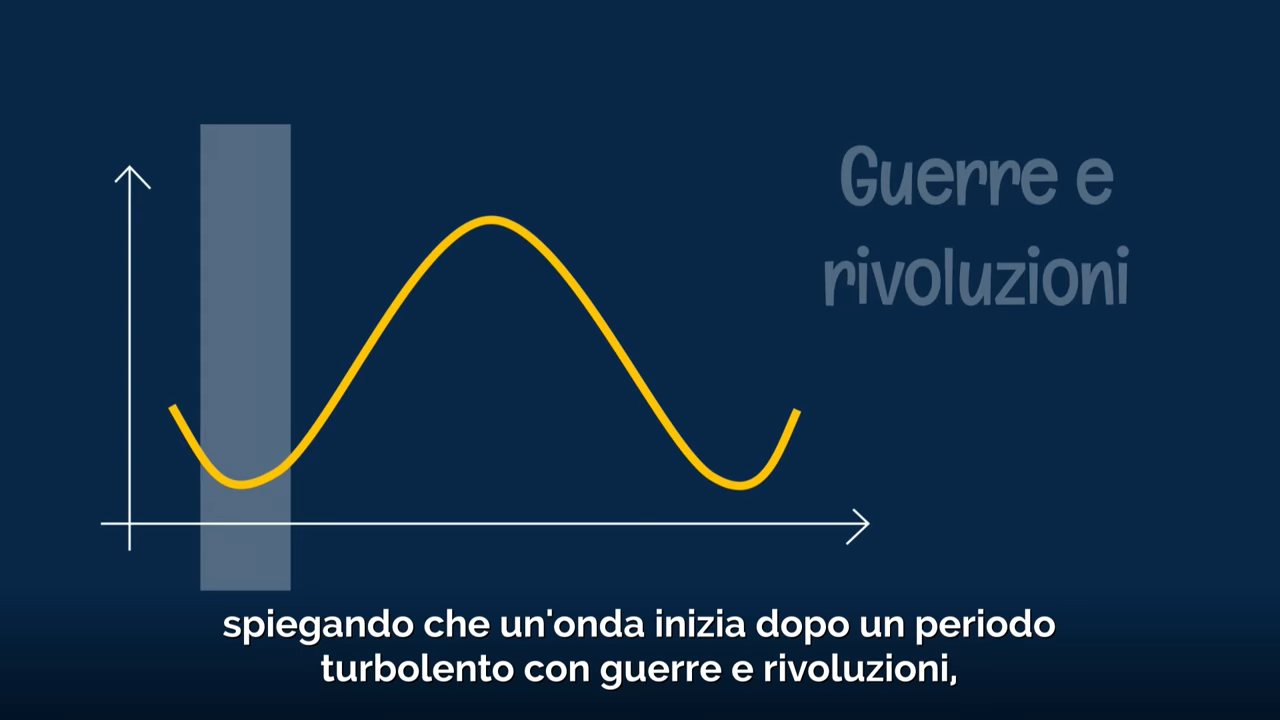 Guerre e
rivoluzioni
spiegando che un'onda inizia dopo un periodo
turbolento con guerre e rivoluzioni,